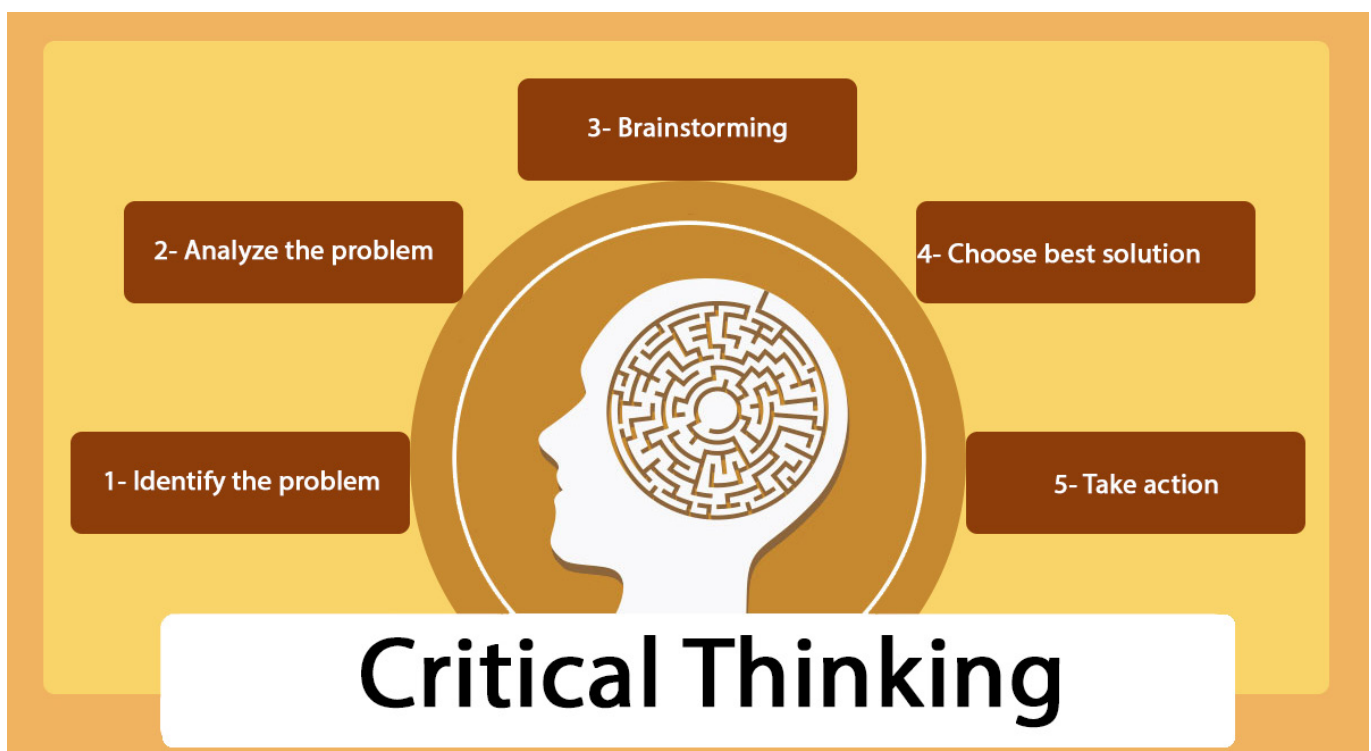 3- Brainstorming
2- Analyze the problem
4- Choose best solution
1- Identify the problem
5- Take action
Critical Thinking